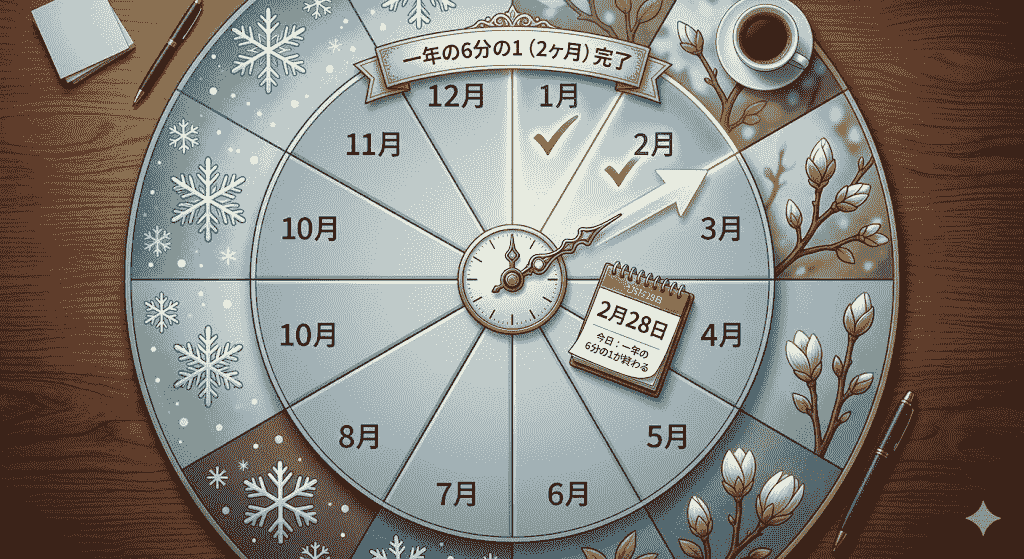 一年の6分の1（2ヶ月）完了
12月
1月
11月
2月
10月
3月
2月28日
今日：一年の
6分の1が終わる
10月
4月
8月
5月
7月
6月